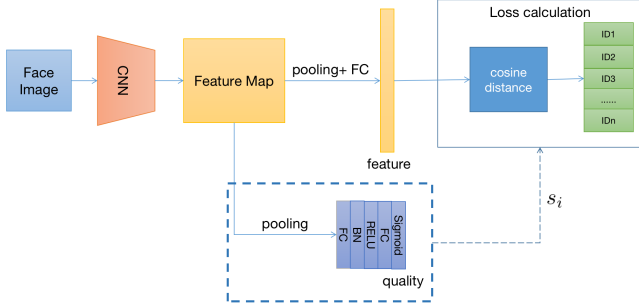 Loss calculation
Face
Image
CNN
Feature Map
pooling+ FC
feature
cosine
distance
ID1
ID2
ID3
......
IDn
pooling
FC
BN
RELU
FC
Sigmoid
quality
s_i